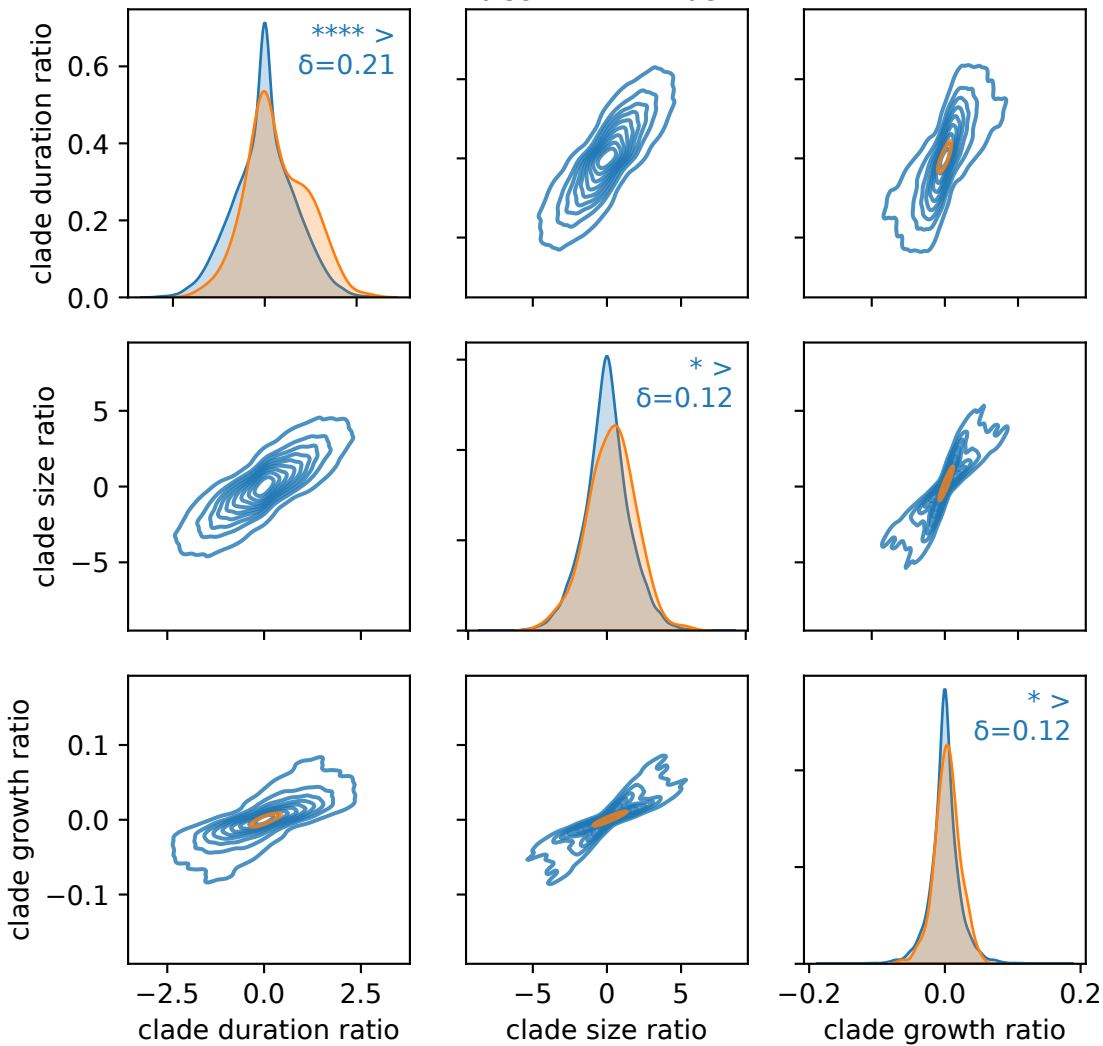 clade duration ratio
0.6
0.4
0.2
0.0
**** >
δ=0.21
clade size ratio
5
0
−5
* >
δ=0.12
clade growth ratio
0.1
0.0
−0.1
* >
δ=0.12
−2.5 0.0 2.5
−5 0 5
−0.2 0.0 0.2
clade duration ratio
clade size ratio
clade growth ratio